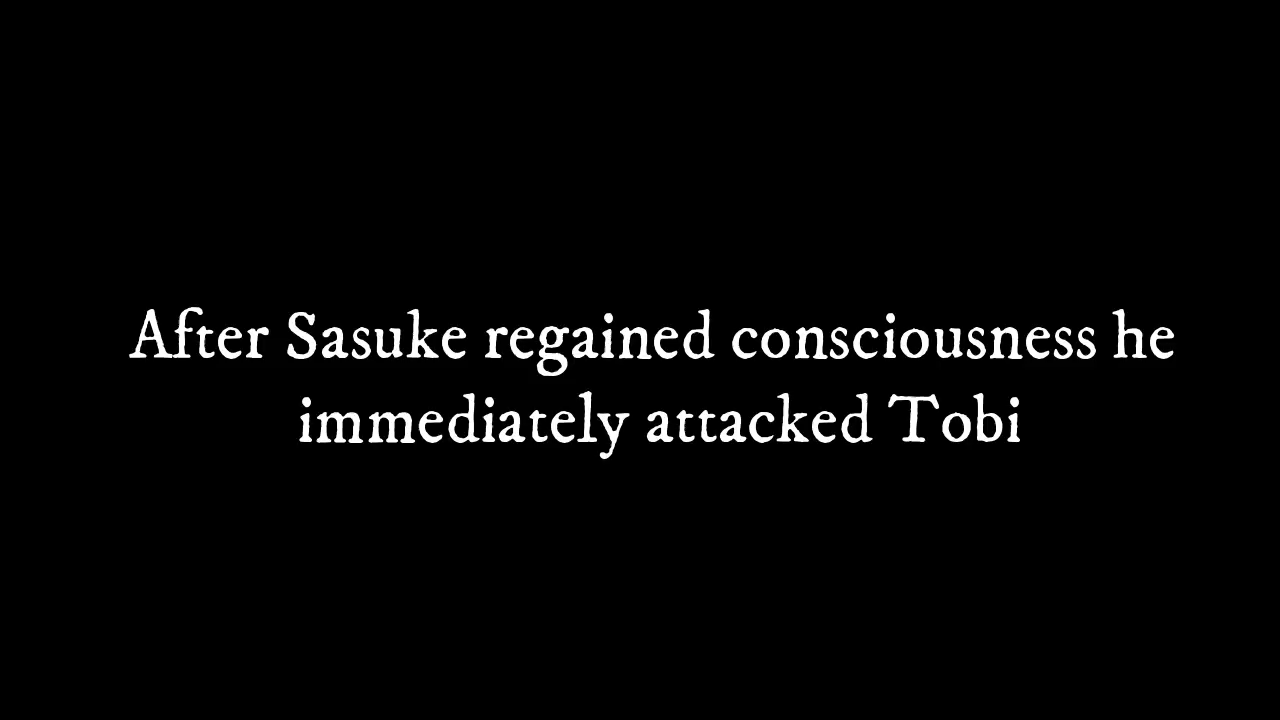 After Sasuke regained consciousness he
immediately attacked Tobi